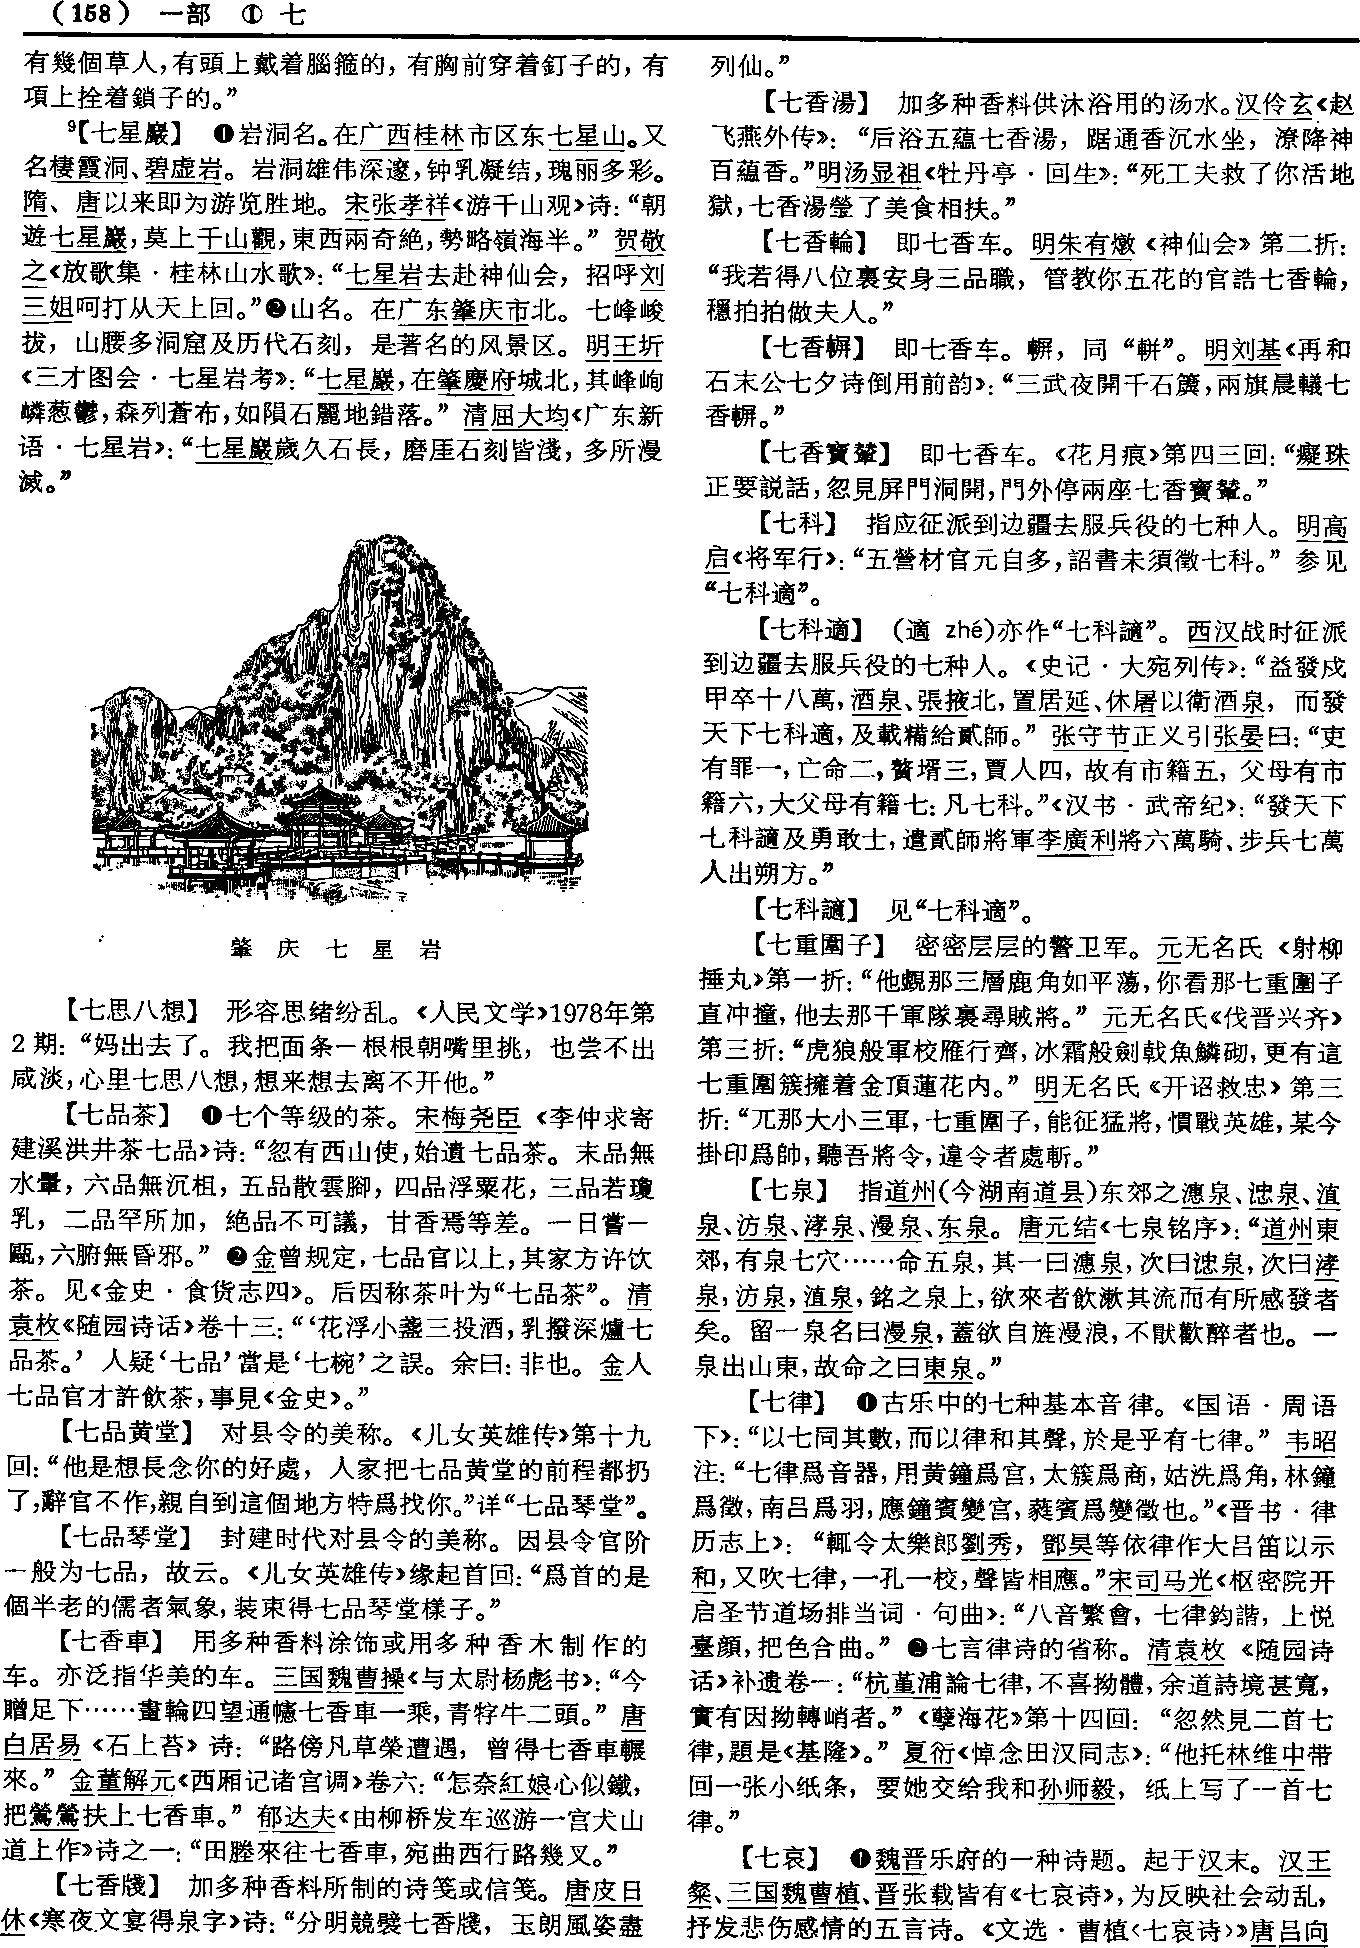 （158） 一部 ① 七
有幾個草人，有頭上戴着腦箍的，有胸前穿着釘子的，有
項上拴着鎖子的。”
⁹【七星巖】 ❶岩洞名。在广西桂林市区东七星山。又
名棲霞洞、碧虚岩。岩洞雄伟深邃，钟乳凝结，瑰丽多彩。
隋、唐以来即为游览胜地。宋张孝祥《游千山观》诗：“朝
遊七星巖，莫上千山觀，東西兩奇絶，勢略嶺海半。”贺敬
之《放歌集·桂林山水歌》：“七星岩去赴神仙会，招呼刘
三姐呵打从天上回。”❷山名。在广东肇庆市北。七峰峻
拔，山腰多洞窟及历代石刻，是著名的风景区。明王圻
《三才图会·七星岩考》：“七星巖，在肇慶府城北，其峰峋
嶙葱鬱，森列蒼布，如隕石麗地錯落。”清屈大均《广东新
语·七星岩》：“七星巖歲久石長，磨厓石刻皆淺，多所漫
滅。”
肇庆七星岩
【七思八想】 形容思绪纷乱。《人民文学》1978年第
2期：“妈出去了。我把面条一根根朝嘴里挑，也尝不出
咸淡，心里七思八想，想来想去离不开他。”
【七品茶】 ❶七个等级的茶。宋梅尧臣《李仲求寄
建溪洪井茶七品》诗：“忽有西山使，始遺七品茶。末品無
水暈，六品無沉柤，五品散雲腳，四品浮粟花，三品若瓊
乳，二品罕所加，絶品不可議，甘香焉等差。一日嘗一
甌，六腑無昏邪。”❷金曾规定，七品官以上，其家方许饮
茶。见《金史·食货志四》。后因称茶叶为“七品茶”。清
袁枚《随园诗话》卷十三：“‘花浮小盞三投酒，乳撥深爐七
品茶。’人疑‘七品’當是‘七椀’之誤。余曰：非也。金人
七品官才許飲茶，事見《金史》。”
【七品黄堂】 对县令的美称。《儿女英雄传》第十九
回：“他是想長念你的好處，人家把七品黄堂的前程都扔
了，辭官不作，親自到這個地方特爲找你。”详“七品琴堂”。
【七品琴堂】 封建时代对县令的美称。因县令官阶
一般为七品，故云。《儿女英雄传》缘起首回：“爲首的是
個半老的儒者氣象，装束得七品琴堂樣子。”
【七香車】 用多种香料涂饰或用多种香木制作的
车。亦泛指华美的车。三国魏曹操《与太尉杨彪书》：“今
贈足下……畫輪四望通幰七香車一乘，青牸牛二頭。”唐
白居易《石上苔》诗：“路傍凡草榮遭遇，曾得七香車輾
來。”金董解元《西厢记诸宫调》卷六：“怎奈紅娘心似鐵，
把鶯鶯扶上七香車。”郁达夫《由柳桥发车巡游一宫犬山
道上作》诗之一：“田塍來往七香車，宛曲西行路幾叉。”
【七香牋】 加多种香料所制的诗笺或信笺。唐皮日
休《寒夜文宴得泉字》诗：“分明競襞七香牋，王朗風姿盡
列仙。”
【七香湯】 加多种香料供沐浴用的汤水。汉伶玄《赵
飞燕外传》：“后浴五藴七香湯，踞通香沉水坐，潦降神
百藴香。”明汤显祖《牡丹亭·回生》：“死工夫救了你活地
獄，七香湯瑩了美食相扶。”
【七香輪】 即七香车。明朱有燉《神仙会》第二折：
“我若得八位裏安身三品職，管教你五花的官誥七香輪，
穩拍拍做夫人。”
【七香輧】 即七香车。輧，同“軿”。明刘基《再和
石末公七夕诗倒用前韵》：“三武夜開千石簴，兩旗晨轙七
香輧。”
【七香寶輦】 即七香车。《花月痕》第四三回：“癡珠
正要説話，忽見屏門洞開，門外停兩座七香寶輦。”
【七科】 指应征派到边疆去服兵役的七种人。明高
启《将军行》：“五營材官元自多，詔書未須徵七科。”参见
“七科適”。
【七科適】 (適 zhé)亦作“七科謫”。西汉战时征派
到边疆去服兵役的七种人。《史记·大宛列传》：“益發戍
甲卒十八萬，酒泉、張掖北，置居延、休屠以衛酒泉，而發
天下七科適，及載糒給貳師。”张守节正义引张晏曰：“吏
有罪一，亡命二，贅壻三，賈人四，故有市籍五，父母有市
籍六，大父母有籍七：凡七科。”《汉书·武帝纪》：“發天下
七科謫及勇敢士，遣貳師將軍李廣利將六萬騎、步兵七萬
人出朔方。”
【七科謫】 见“七科適”。
【七重圍子】 密密层层的警卫军。元无名氏《射柳
捶丸》第一折：“他覷那三層鹿角如平蕩，你看那七重圍子
直冲撞，他去那千軍隊裏尋賊將。”元无名氏《伐晋兴齐》
第三折：“虎狼般軍校雁行齊，冰霜般劍戟魚鱗砌，更有這
七重圍簇擁着金頂蓮花内。”明无名氏《开诏救忠》第三
折：“兀那大小三軍，七重圍子，能征猛將，慣戰英雄，某今
掛印爲帥，聽吾將令，違令者處斬。”
【七泉】 指道州(今湖南道县)东郊之㵽泉、㳘泉、淔
泉、汸泉、涍泉、漫泉、东泉。唐元结《七泉铭序》：“道州東
郊，有泉七穴……命五泉，其一曰㵽泉，次曰㳘泉，次曰涍
泉，汸泉，淔泉，銘之泉上，欲來者飲漱其流而有所感發者
矣。留一泉名曰漫泉，蓋欲自旌漫浪，不猒歡醉者也。一
泉出山東，故命之曰東泉。”
【七律】 ❶古乐中的七种基本音律。《国语·周语
下》：“以七同其數，而以律和其聲，於是乎有七律。”韦昭
注：“七律爲音器，用黄鐘爲宫，太簇爲商，姑洗爲角，林鐘
爲徵，南吕爲羽，應鐘賓變宫，蕤賓爲變徵也。”《晋书·律
历志上》：“輒令太樂郎劉秀，鄧昊等依律作大吕笛以示
和，又吹七律，一孔一校，聲皆相應。”宋司马光《枢密院开
启圣节道场排当词·句曲》：“八音繁會，七律鈞諧，上悦
臺顔，把色合曲。”❷七言律诗的省称。清袁枚《随园诗
话》补遗卷一：“杭堇浦論七律，不喜拗體，余道詩境甚寬，
實有因拗轉峭者。”《孽海花》第十四回：“忽然見二首七
律，題是《基隆》。”夏衍《悼念田汉同志》：“他托林维中带
回一张小纸条，要她交给我和孙师毅，纸上写了一首七
律。”
【七哀】 ❶魏晋乐府的一种诗题。起于汉末。汉王
粲、三国魏曹植、晋张载皆有《七哀诗》，为反映社会动乱，
抒发悲伤感情的五言诗。《文选·曹植〈七哀诗〉》唐吕向